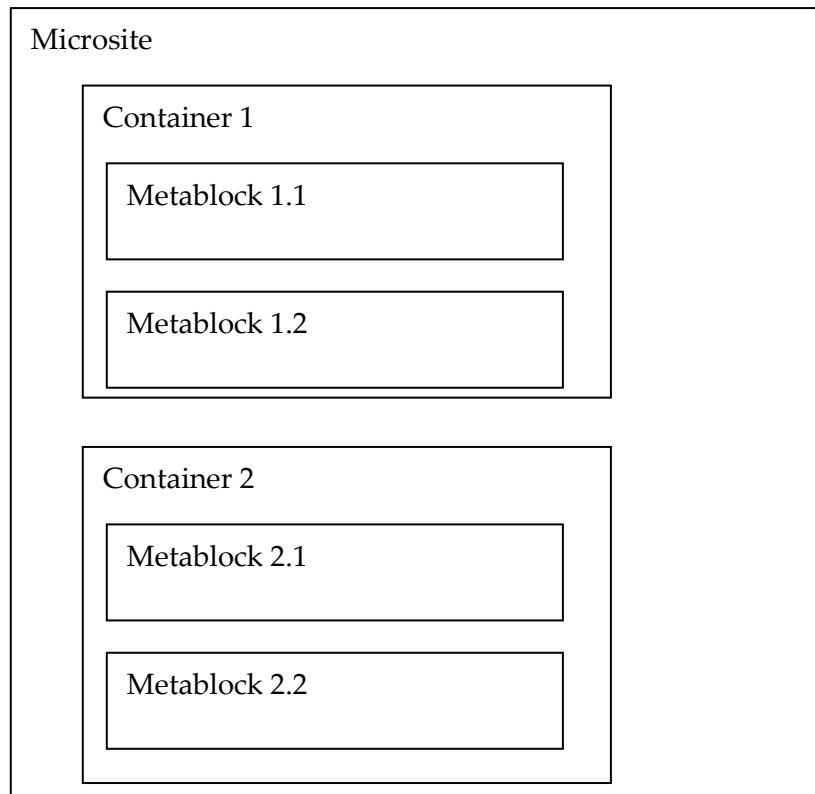 Microsite
Container 1
Metablock 1.1
Metablock 1.2
Container 2
Metablock 2.1
Metablock 2.2